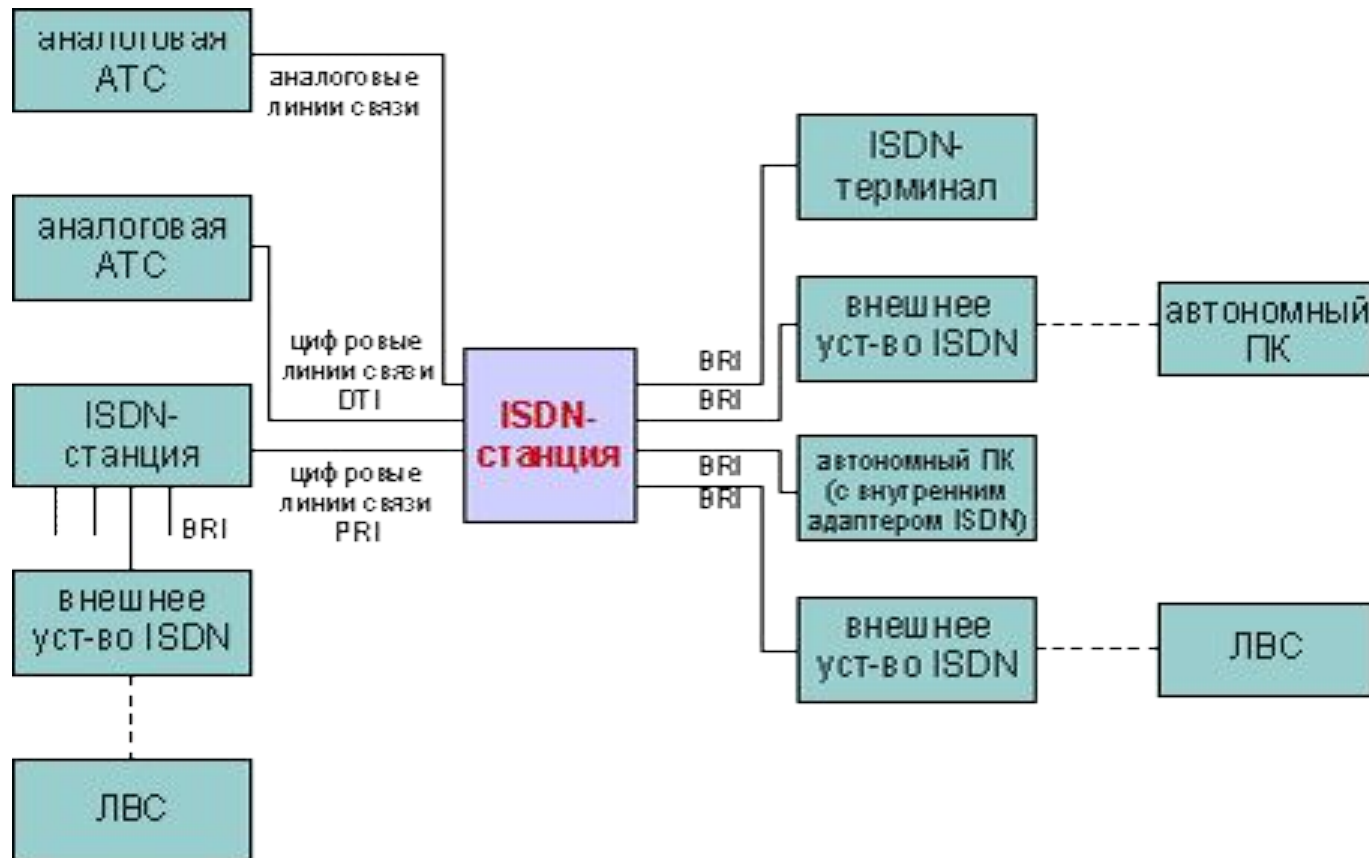 аналоговая
АТС
аналоговые
линии связи
аналоговая
АТС
цифровые
линии связи
DTI
ISDN-
станция
BRI
цифровые
линии связи
PRI
внешнее
уст-во ISDN
ЛВС
ISDN-
станция
BRI
BRI
BRI
BRI
ISDN-
терминал
внешнее
уст-во ISDN
автономный
ПК
автономный ПК
(с внутренним
адаптером ISDN)
внешнее
уст-во ISDN
ЛВС